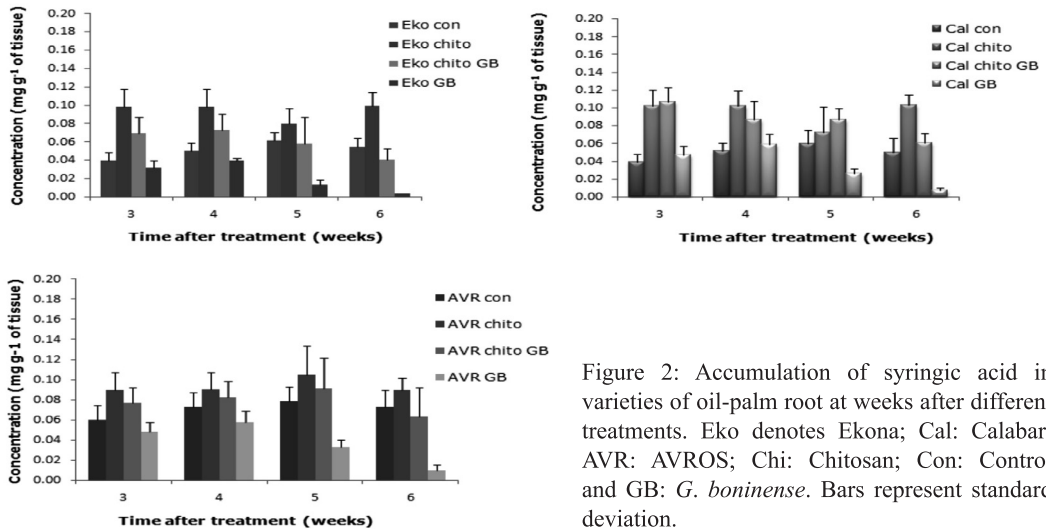 0.20
0.18
0.16
0.14
0.12
0.10
0.08
0.06
0.04
0.02
0.00
Concentration (mg g-1 of tissue)
Eko con
Eko chito
Eko chito GB
Eko GB
3 4 5 6
Time after treatment (weeks)
0.20
0.18
0.16
0.14
0.12
0.10
0.08
0.06
0.04
0.02
0.00
Concentration (mg g-1 of tissue)
Cal con
Cal chito
Cal chito GB
Cal GB
3 4 5 6
Time after treatment (weeks)
0.20
0.18
0.16
0.14
0.12
0.10
0.08
0.06
0.04
0.02
0.00
Concentration (mg g-1 of tissue)
AVR con
AVR chito
AVR chito GB
AVR GB
3 4 5 6
Time after treatment (weeks)
Figure 2: Accumulation of syringic acid in
varieties of oil-palm root at weeks after differen
treatments. Eko denotes Ekona; Cal: Calabar
AVR: AVROS; Chi: Chitosan; Con: Contro
and GB: G. boninense. Bars represent standard
deviation.